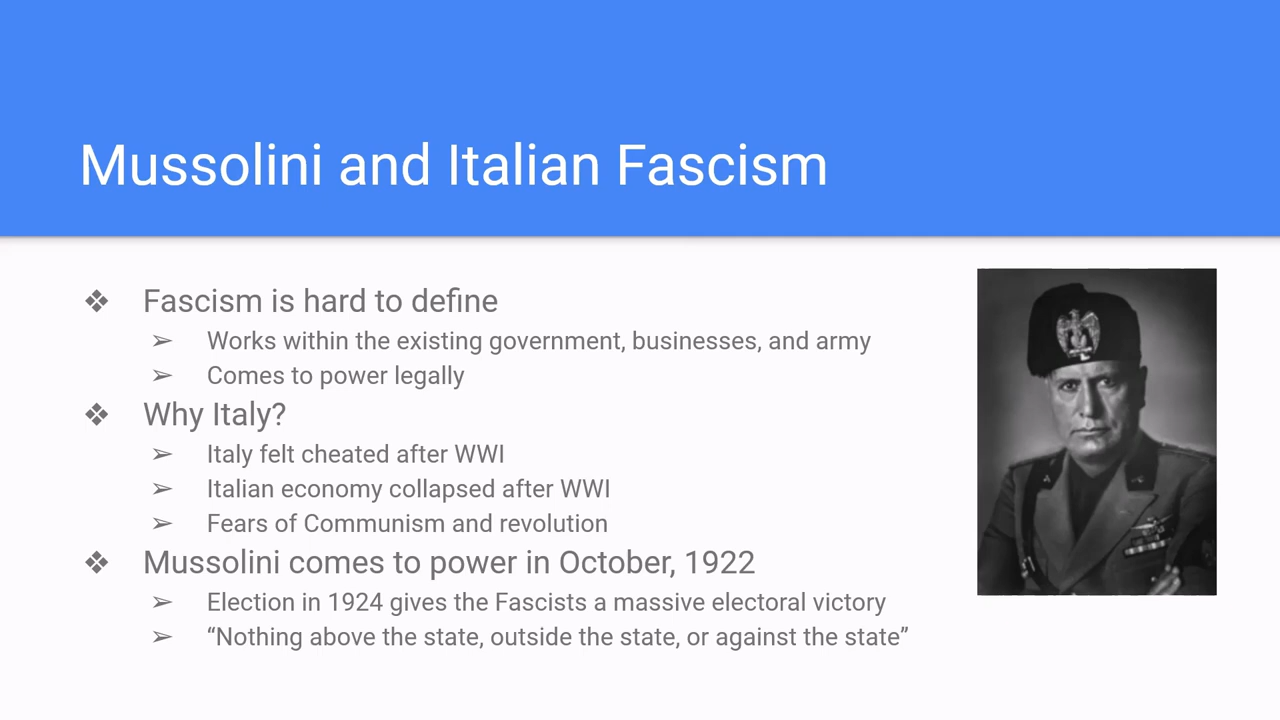 Mussolini and Italian Fascism
❖ Fascism is hard to define
➢ Works within the existing government, businesses, and army
➢ Comes to power legally
❖ Why Italy?
➢ Italy felt cheated after WWI
➢ Italian economy collapsed after WWI
➢ Fears of Communism and revolution
❖ Mussolini comes to power in October, 1922
➢ Election in 1924 gives the Fascists a massive electoral victory
➢ “Nothing above the state, outside the state, or against the state”